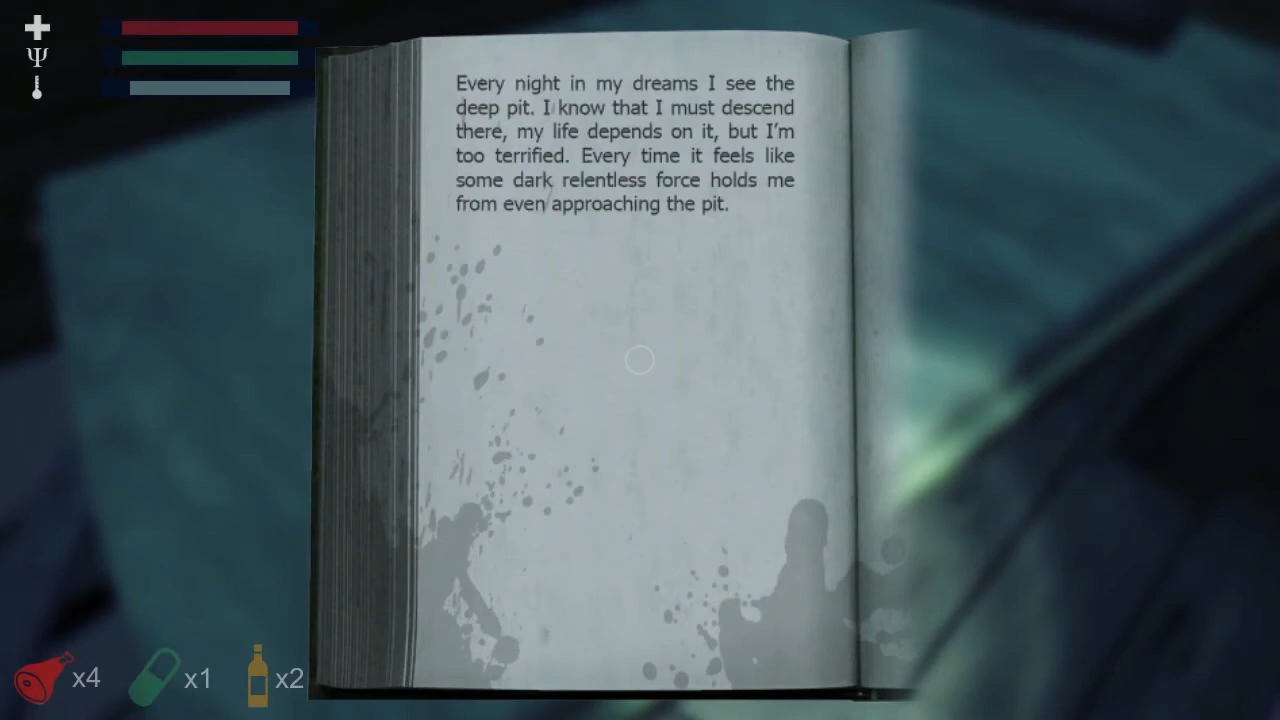 Every night in my dreams I see the
deep pit. I know that I must descend
there, my life depends on it, but I'm
too terrified. Every time it feels like
some dark relentless force holds me
from even approaching the pit.
Ψ
x4
x1
x2